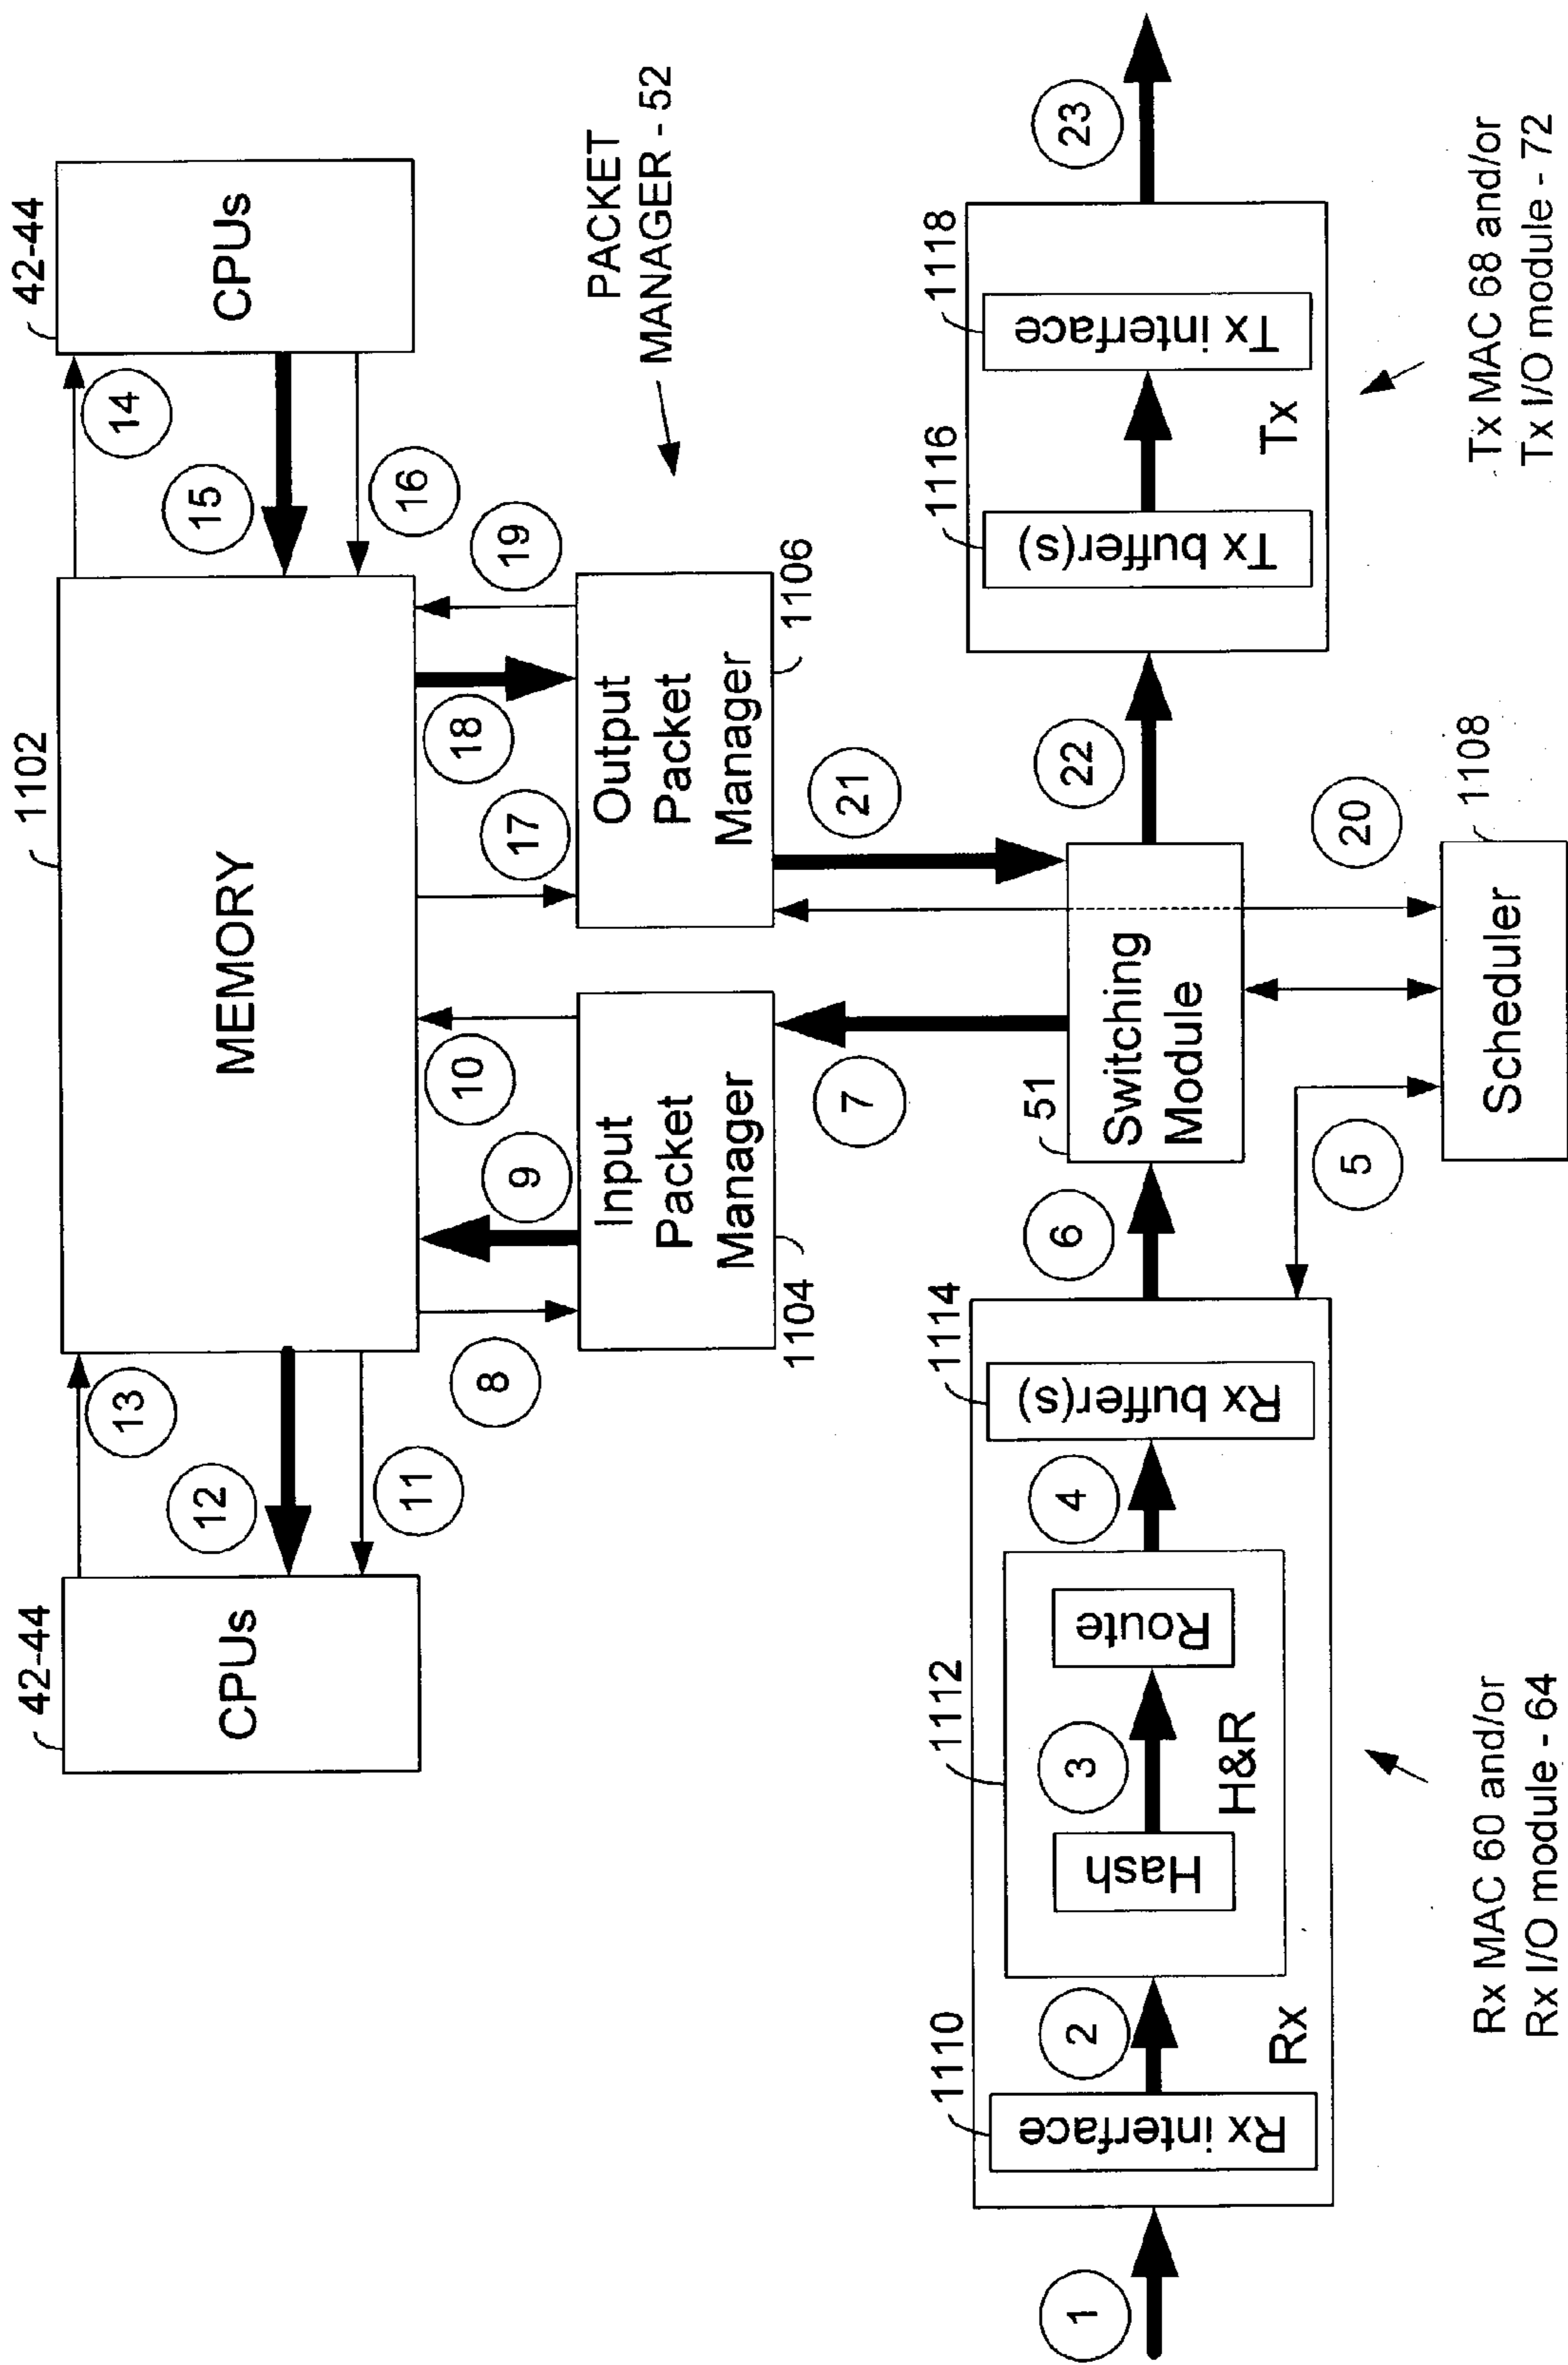 42-44
CPUs
13
12
11
1102
MEMORY
14
15
16
42-44
CPUs
8
9
10
17
18
19
1104
Input
Packet
Manager
Output
Packet
Manager
1106
PACKET
MANAGER - 52
7
21
1
1110
Rx interface
2
Rx
1112
Hash
3
Route
H&R
4
1114
Rx buffer(s)
6
5
51
Switching
Module
22
20
1108
Scheduler
1116
Tx buffer(s)
1118
Tx interface
Tx
23
Rx MAC 60 and/or
Rx I/O module - 64
Tx MAC 68 and/or
Tx I/O module - 72